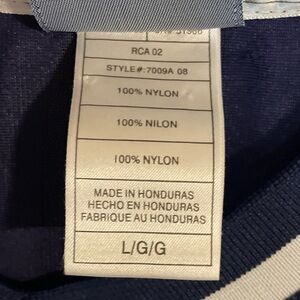 RCA 02
STYLE#:7009A 08
100% NYLON
100% NILON
100% NYLON
MADE IN HONDURAS
HECHO EN HONDURAS
FABRIQUE AU HONDURAS
L/G/G